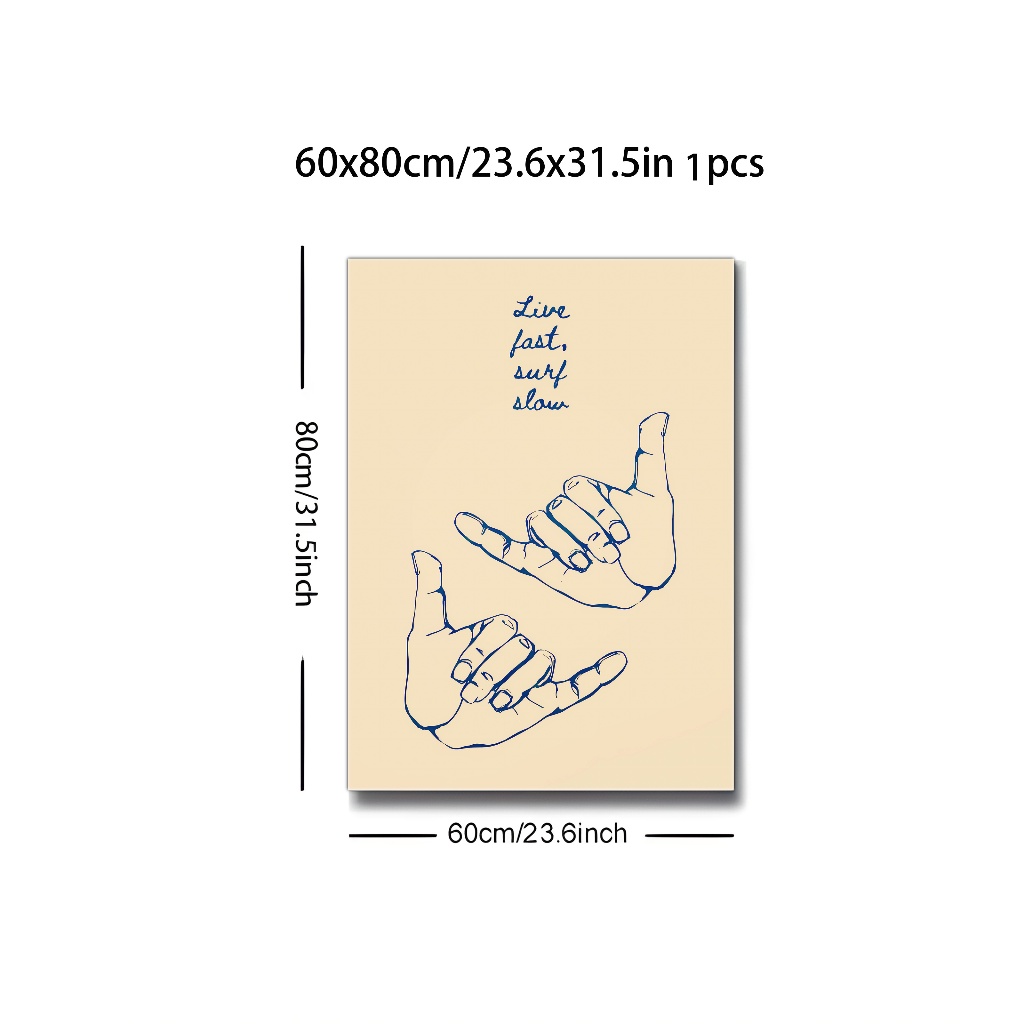 60x80cm/23.6x31.5in 1pcs
Live
fast,
surf
slow
80cm/31.5inch
60cm/23.6inch